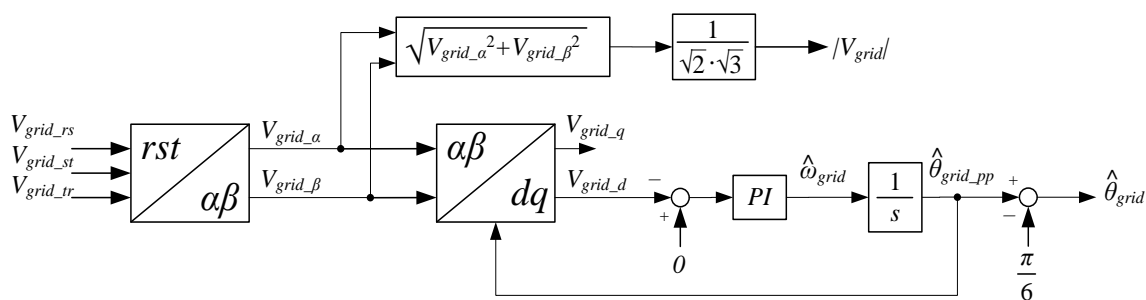 √V_grid_α²+V_grid_β²
1
√2·√3
|V_grid|
V_grid_rs
V_grid_st
V_grid_tr
rst
αβ
V_grid_α
V_grid_β
αβ
dq
V_grid_q
V_grid_d
−
+
0
PI
ω̂_grid
1
s
θ̂_grid_pp
+
−
π
6
θ̂_grid